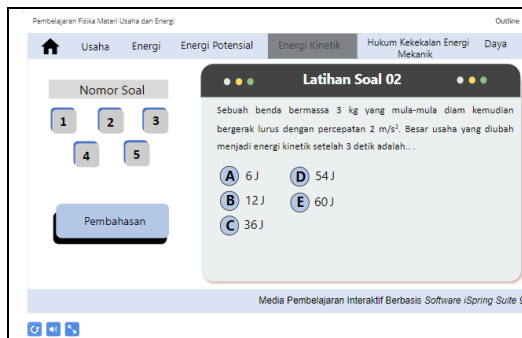 Pembelajaran Fisika Materi Usaha dan Energi
Outline
Usaha
Energi
Energi Potensial
Energi Kinetik
Hukum Kekekalan Energi
Mekanik
Daya
Nomor Soal
1
2
3
4
5
Pembahasan
Latihan Soal 02
Sebuah benda bermassa 3 kg yang mula-mula diam kemudian
bergerak lurus dengan percepatan 2 m/s². Besar usaha yang diubah
menjadi energi kinetik setelah 3 detik adalah. . .
A 6 J
B 12 J
C 36 J
D 54 J
E 60 J
Media Pembelajaran Interaktif Berbasis Software iSpring Suite 9